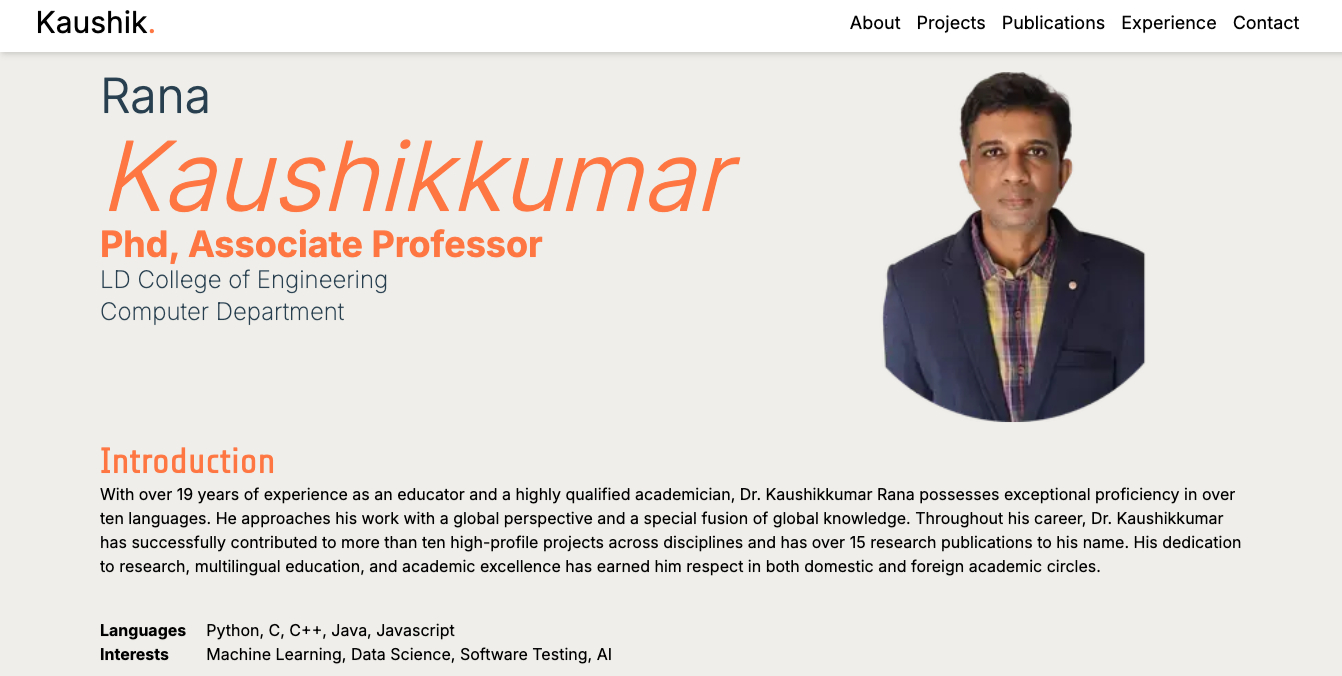 Kaushik.
About Projects Publications Experience Contact
Rana
Kaushikkumar
Phd, Associate Professor
LD College of Engineering
Computer Department
Introduction
With over 19 years of experience as an educator and a highly qualified academician, Dr. Kaushikkumar Rana possesses exceptional proficiency in over
ten languages. He approaches his work with a global perspective and a special fusion of global knowledge. Throughout his career, Dr. Kaushikkumar
has successfully contributed to more than ten high-profile projects across disciplines and has over 15 research publications to his name. His dedication
to research, multilingual education, and academic excellence has earned him respect in both domestic and foreign academic circles.
Languages Python, C, C++, Java, Javascript
Interests Machine Learning, Data Science, Software Testing, AI